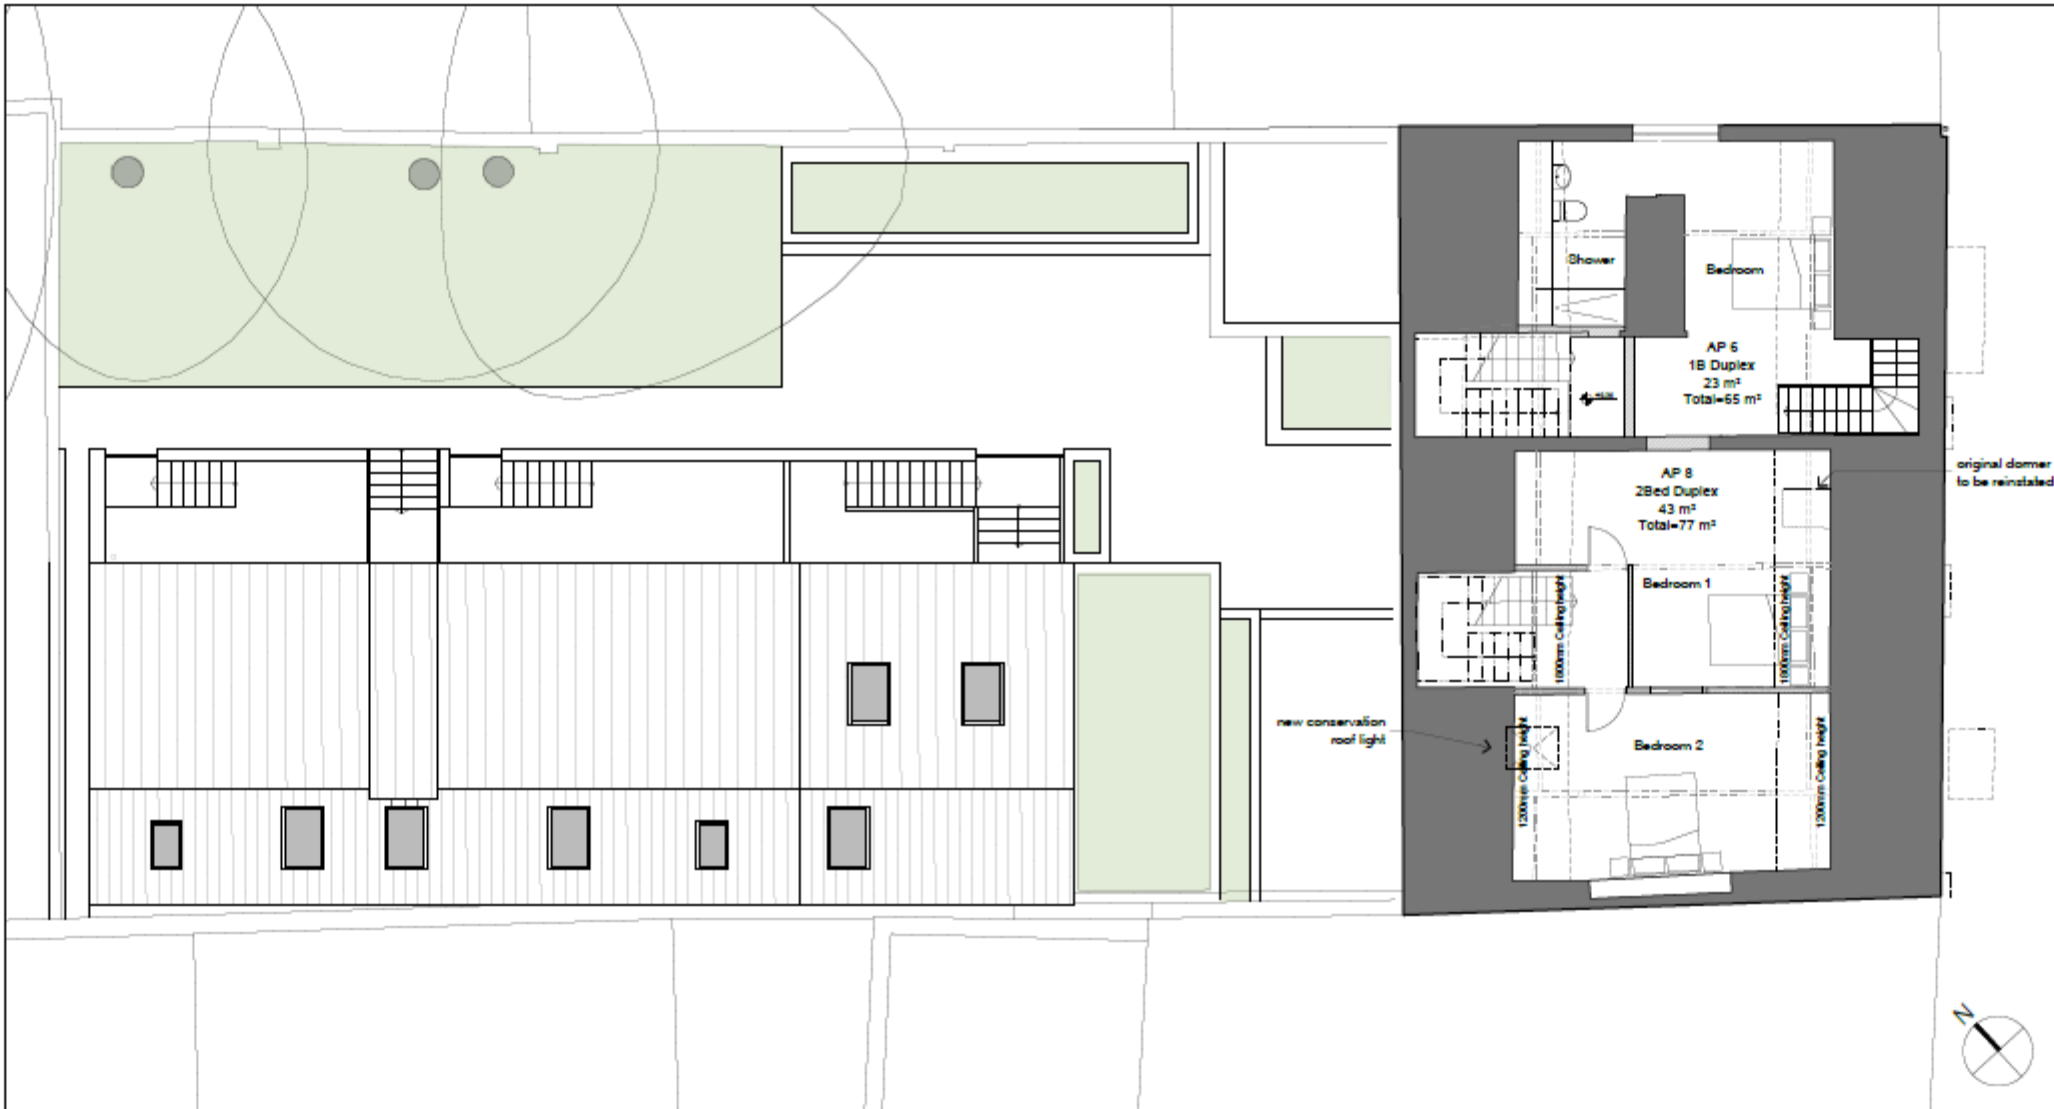 Shower
Bedroom
AP 6
1B Duplex
23 m²
Total=65 m²
original dormer
to be reinstated
AP 8
2Bed Duplex
43 m²
Total=77 m²
Bedroom 1
1800mm Ceiling height
1800mm Ceiling height
new conservation
roof light
Bedroom 2
1200mm Ceiling height
1200mm Ceiling height
N